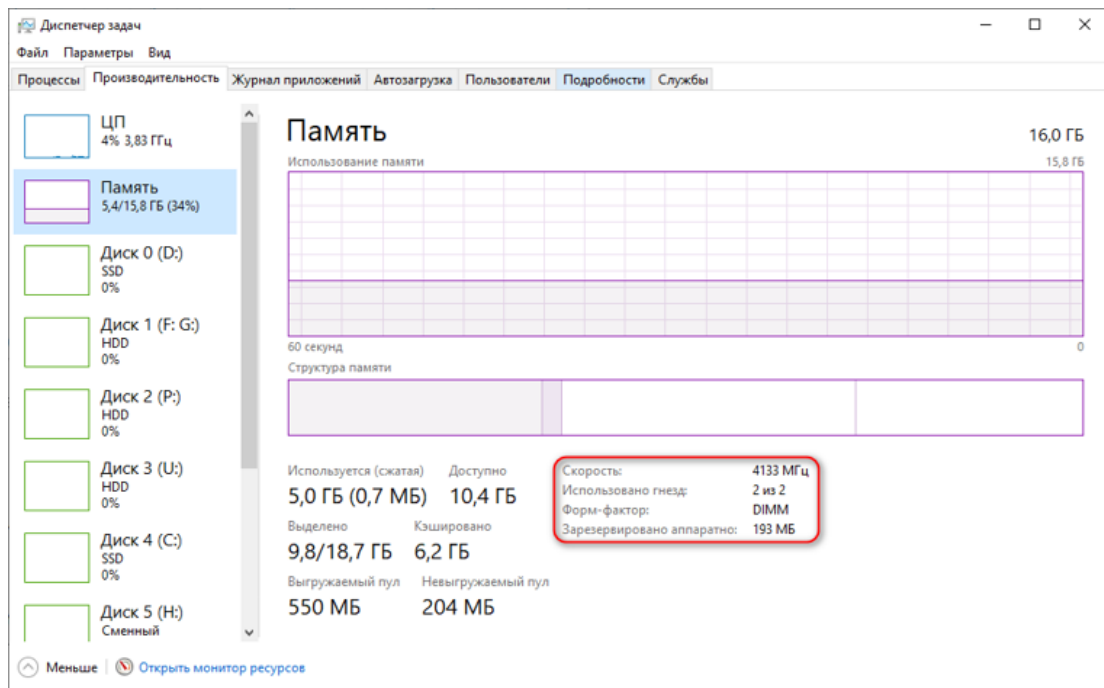 Диспетчер задач
Файл Параметры Вид
Процессы Производительность Журнал приложений Автозагрузка Пользователи Подробности Службы
ЦП
4% 3,83 ГГц
Память
5,4/15,8 ГБ (34%)
Диск 0 (D:)
SSD
0%
Диск 1 (F: G:)
HDD
0%
Диск 2 (P:)
HDD
0%
Диск 3 (U:)
HDD
0%
Диск 4 (C:)
SSD
0%
Диск 5 (H:)
Сменный
Память 16,0 ГБ
Использование памяти 15,8 ГБ
60 секунд 0
Структура памяти
Используется (сжатая) Доступно
5,0 ГБ (0,7 МБ) 10,4 ГБ
Выделено Кэшировано
9,8/18,7 ГБ 6,2 ГБ
Выгружаемый пул Невыгружаемый пул
550 МБ 204 МБ
Скорость: 4133 МГц
Использовано гнезд: 2 из 2
Форм-фактор: DIMM
Зарезервировано аппаратно: 193 МБ
Меньше Открыть монитор ресурсов